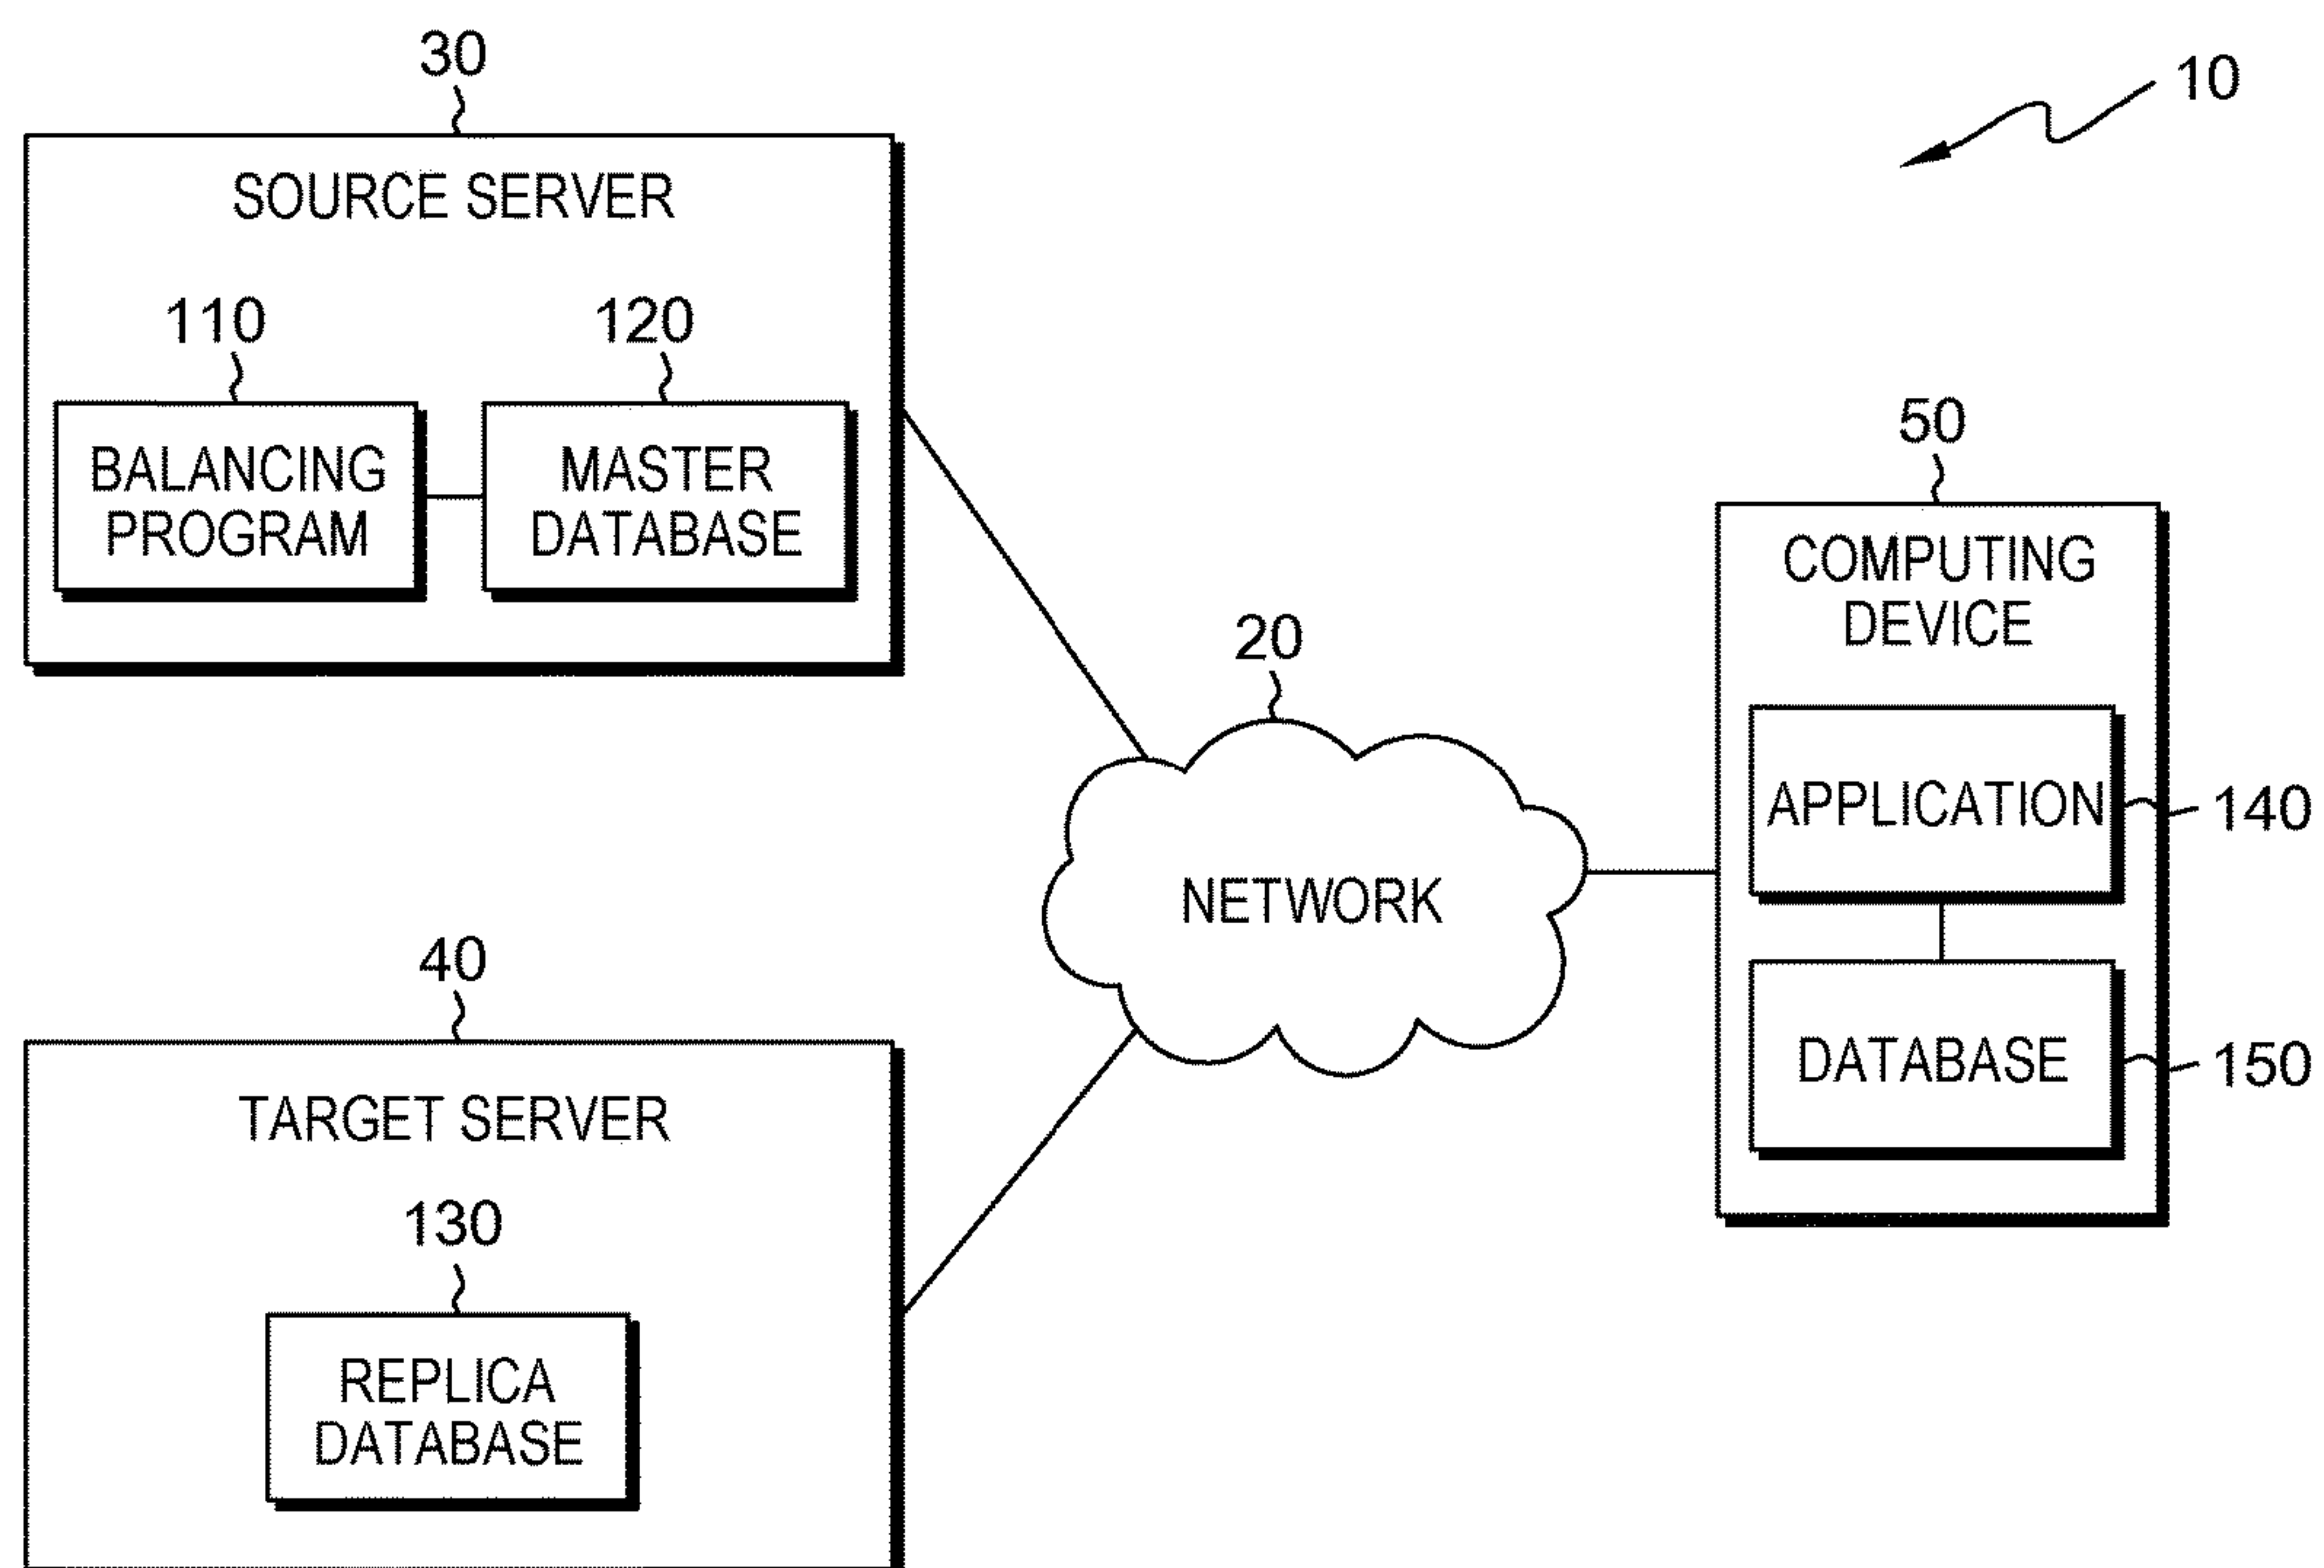 30
10
SOURCE SERVER
110
120
BALANCING
PROGRAM
MASTER
DATABASE
50
COMPUTING
DEVICE
20
APPLICATION
140
NETWORK
40
DATABASE
150
TARGET SERVER
130
REPLICA
DATABASE